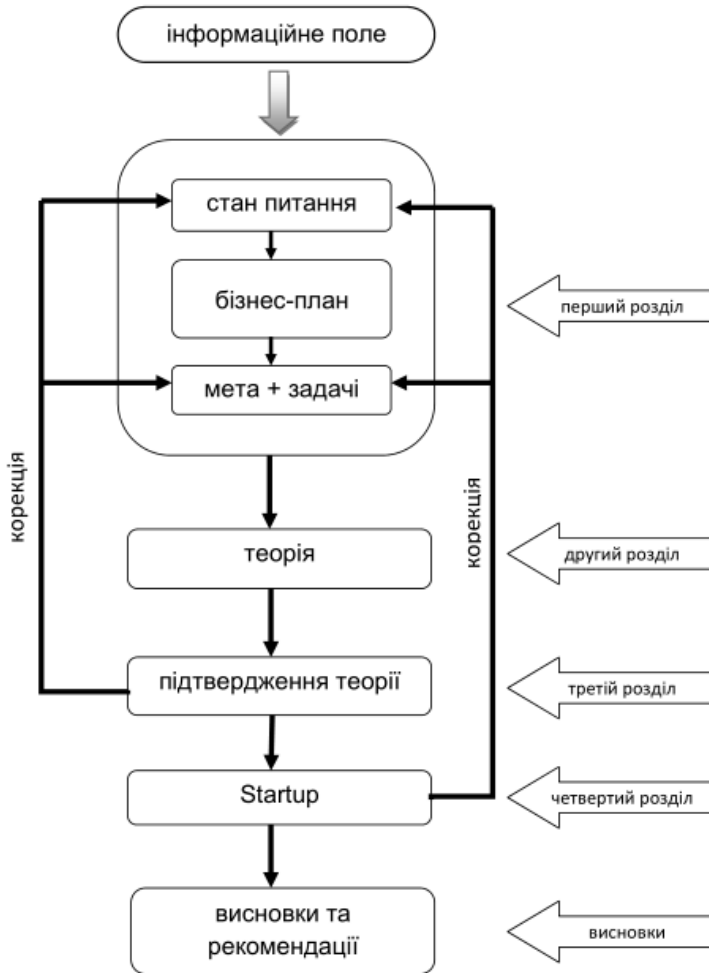 інформаційне поле
стан питання
бізнес-план
перший розділ
мета + задачі
корекція
корекція
теорія
другий розділ
підтвердження теорії
третій розділ
Startup
четвертий розділ
висновки та
рекомендації
висновки